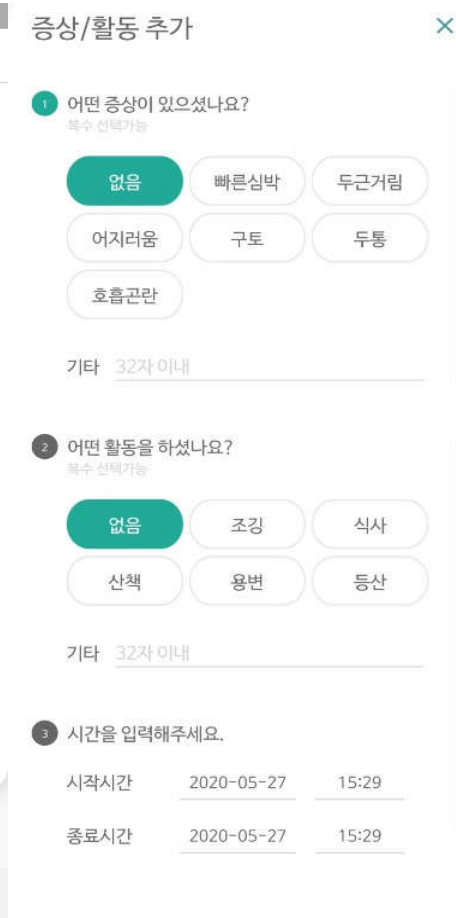 증상/활동 추가 ×
1 어떤 증상이 있으셨나요?
복수 선택가능
없음 빠른심박 두근거림
어지러움 구토 두통
호흡곤란
기타 32자 이내
2 어떤 활동을 하셨나요?
복수 선택가능
없음 조깅 식사
산책 용변 등산
기타 32자 이내
3 시간을 입력해주세요.
시작시간 2020-05-27 15:29
종료시간 2020-05-27 15:29